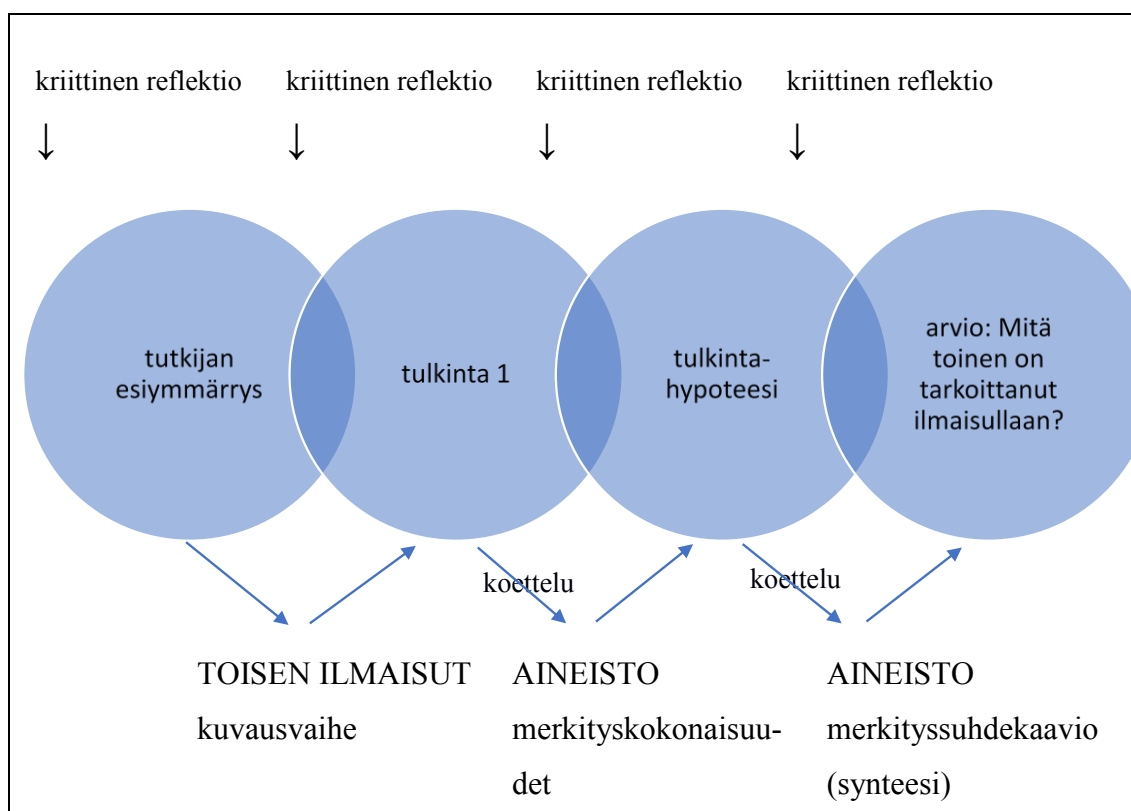 kriittinen reflektio kriittinen reflektio kriittinen reflektio kriittinen reflektio
↓ ↓ ↓ ↓
tutkijan
esiymmärrys
tulkinta 1
tulkinta-
hypoteesi
arvio: Mitä
toinen on
tarkoittanut
ilmaisullaan?
koettelu
koettelu
TOISEN ILMAISUT
kuvausvaihe
AINEISTO
merkityskokonaisuu-
det
AINEISTO
merkityssuhdekaavio
(synteesi)